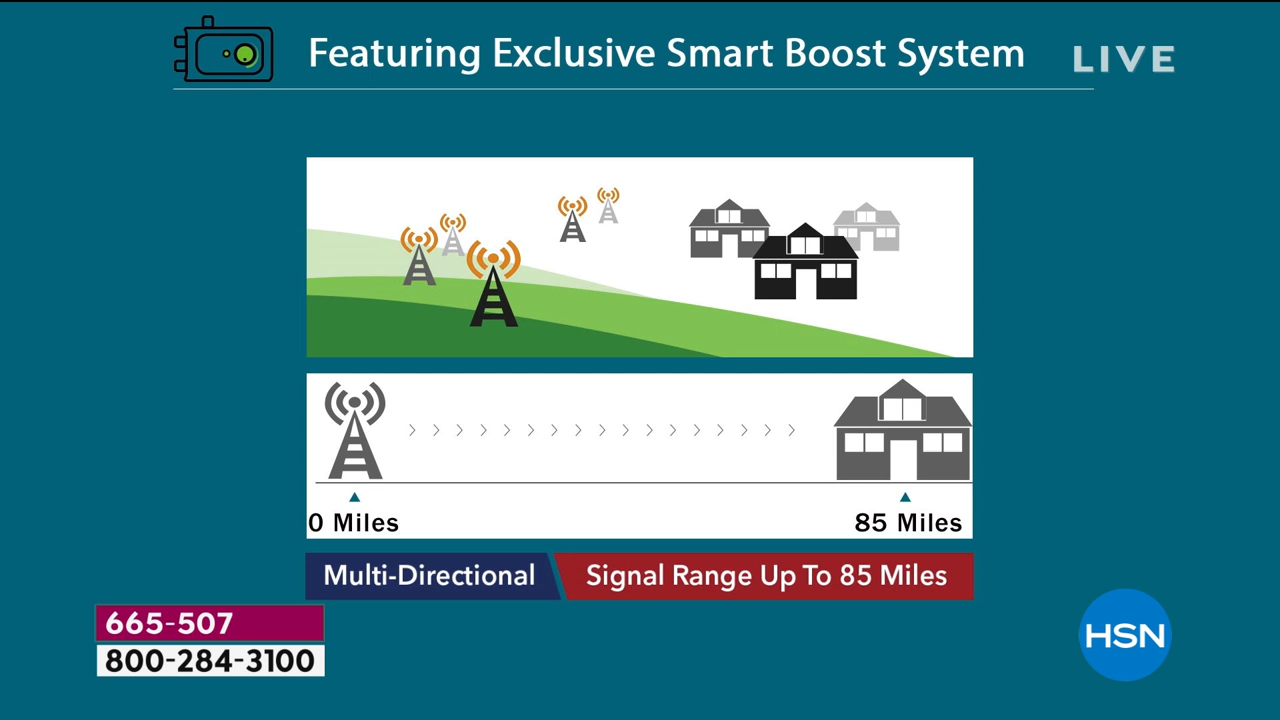 Featuring Exclusive Smart Boost System
LIVE
0 Miles
85 Miles
Multi-Directional
Signal Range Up To 85 Miles
665-507
800-284-3100
HSN